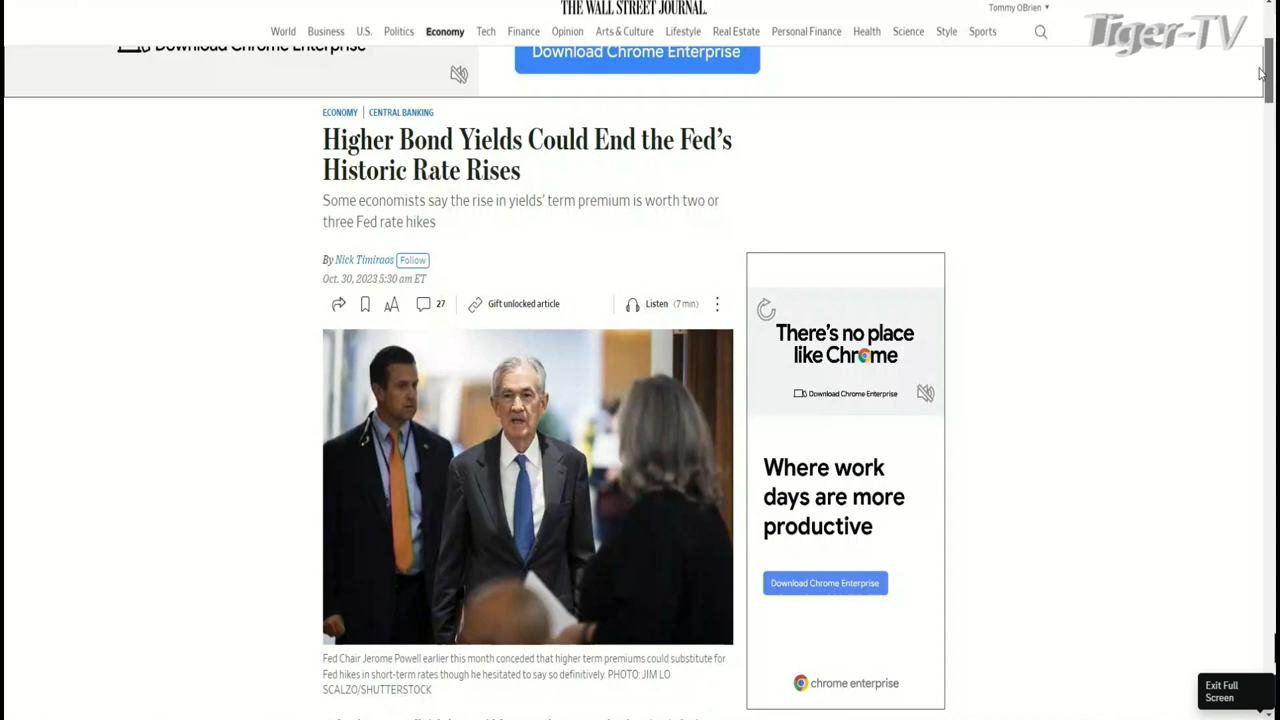 THE WALL STREET JOURNAL.
Tommy OBrien
World Business U.S. Politics Economy Tech Finance Opinion Arts & Culture Lifestyle Real Estate Personal Finance Health Science Style Sports
Tiger-TV
Download Chrome Enterprise
Download Chrome Enterprise
ECONOMY | CENTRAL BANKING
Higher Bond Yields Could End the Fed's
Historic Rate Rises
Some economists say the rise in yields' term premium is worth two or
three Fed rate hikes
By Nick Timiraos Follow
Oct. 30, 2023 5:30 am ET
AA 27 Gift unlocked article Listen (7 min)
There's no place
like Chrome
Download Chrome Enterprise
Where work
days are more
productive
Download Chrome Enterprise
chrome enterprise
Fed Chair Jerome Powell earlier this month conceded that higher term premiums could substitute for
Fed hikes in short-term rates though he hesitated to say so definitively. PHOTO: JIM LO
SCALZO/SHUTTERSTOCK
Exit Full
Screen